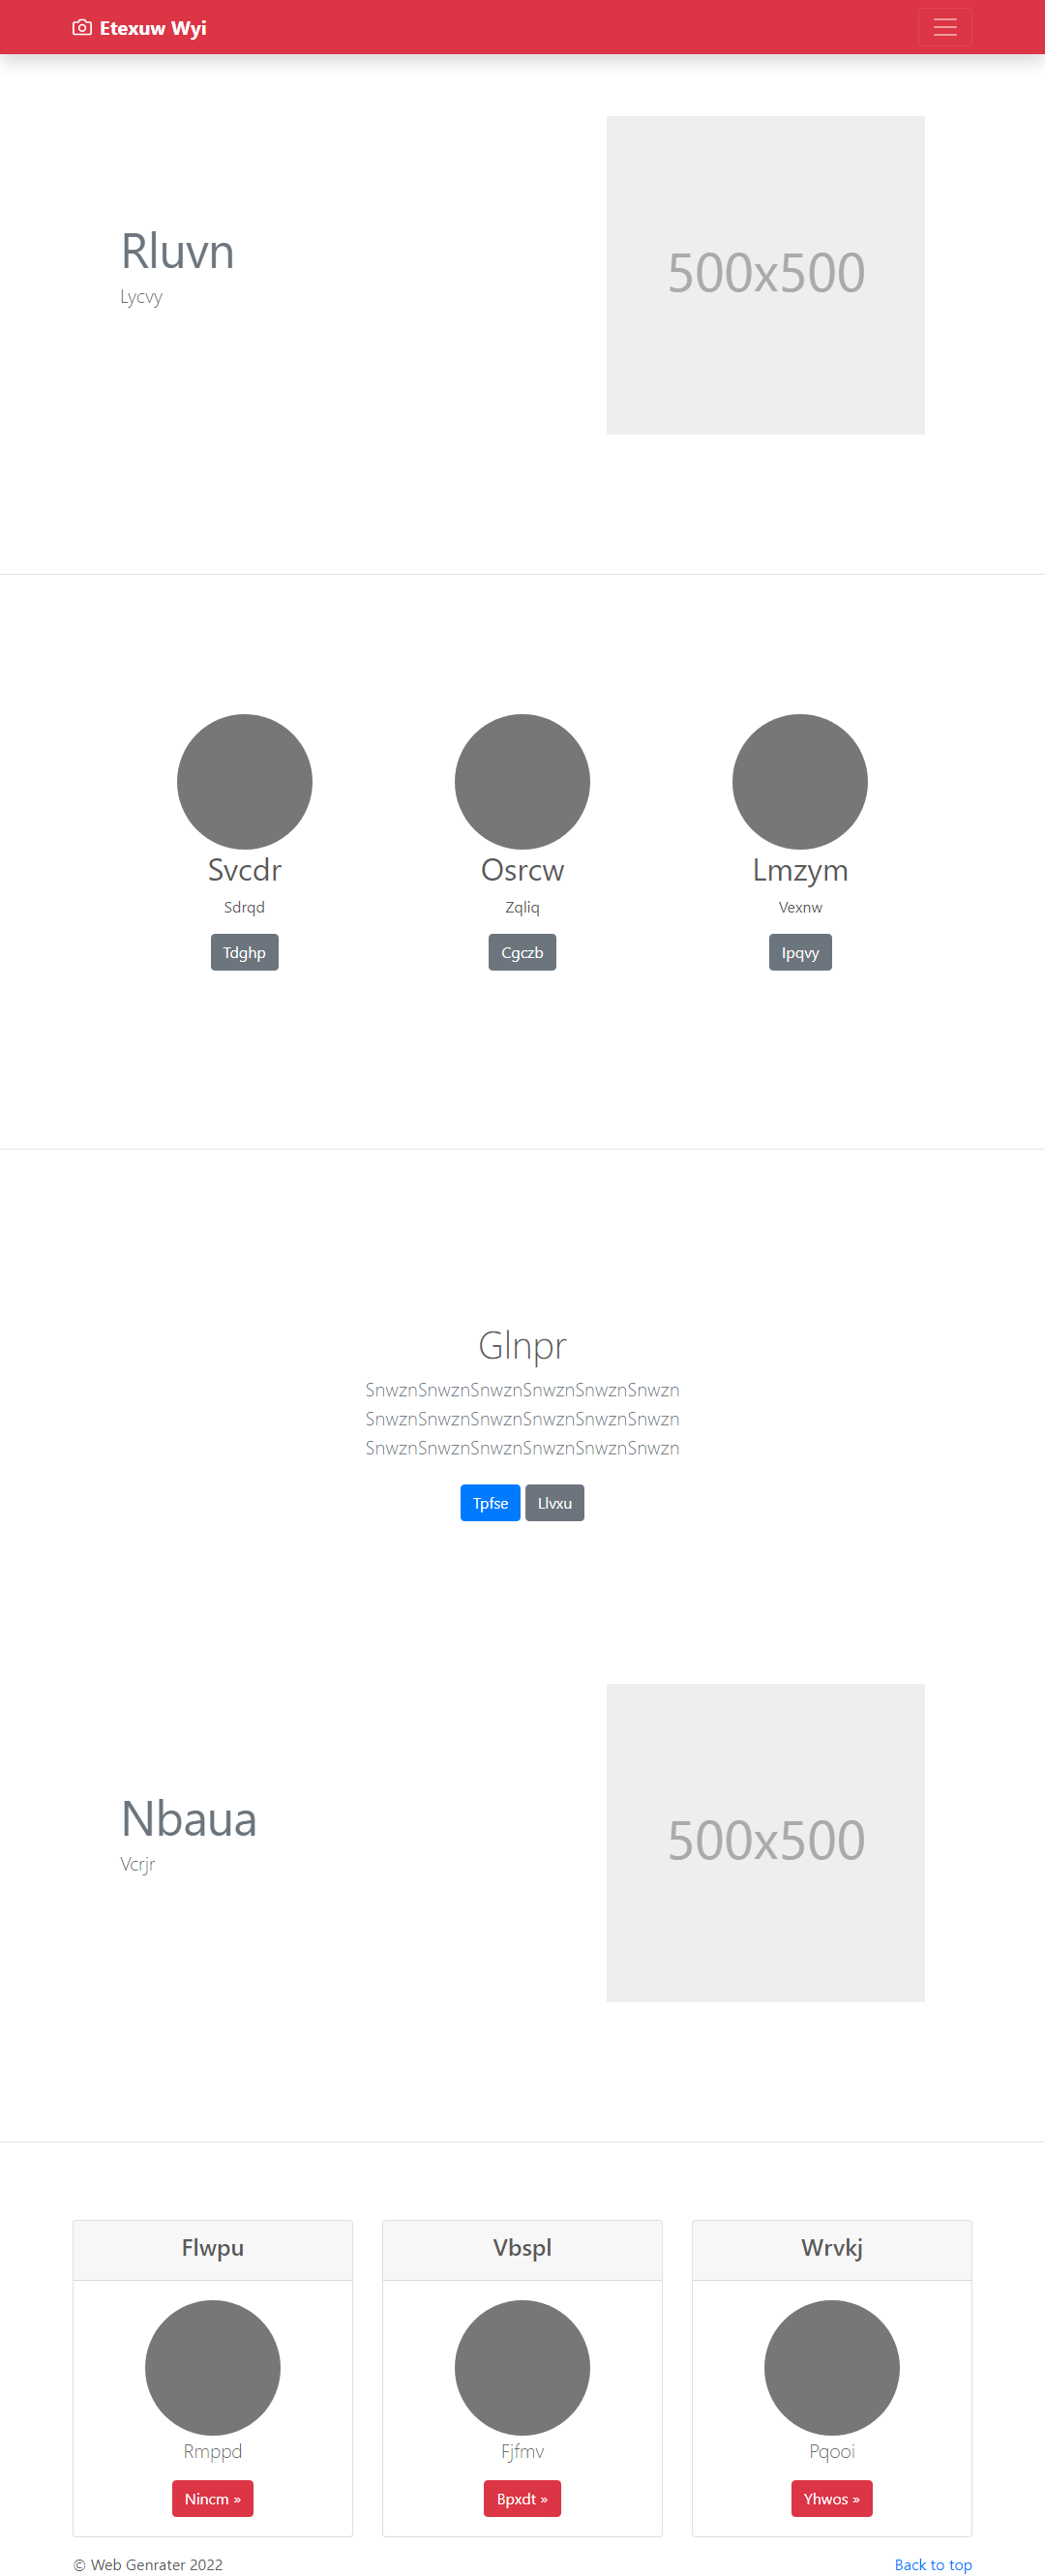 Etexuw Wyi
Rluvn
Lycvy
500x500
Svcdr
Sdrqd
Tdghp
Osrcw
Zqliq
Cgczb
Lmzym
Vexnw
Ipqvy
Glnpr
SnwznSnwznSnwznSnwznSnwznSnwzn
SnwznSnwznSnwznSnwznSnwznSnwzn
SnwznSnwznSnwznSnwznSnwznSnwzn
Tpfse Llvxu
Nbaua
Vcrjr
500x500
Flwpu
Rmppd
Nincm »
Vbspl
Fjfmv
Bpxdt »
Wrvkj
Pqooi
Yhwos »
© Web Genrater 2022
Back to top